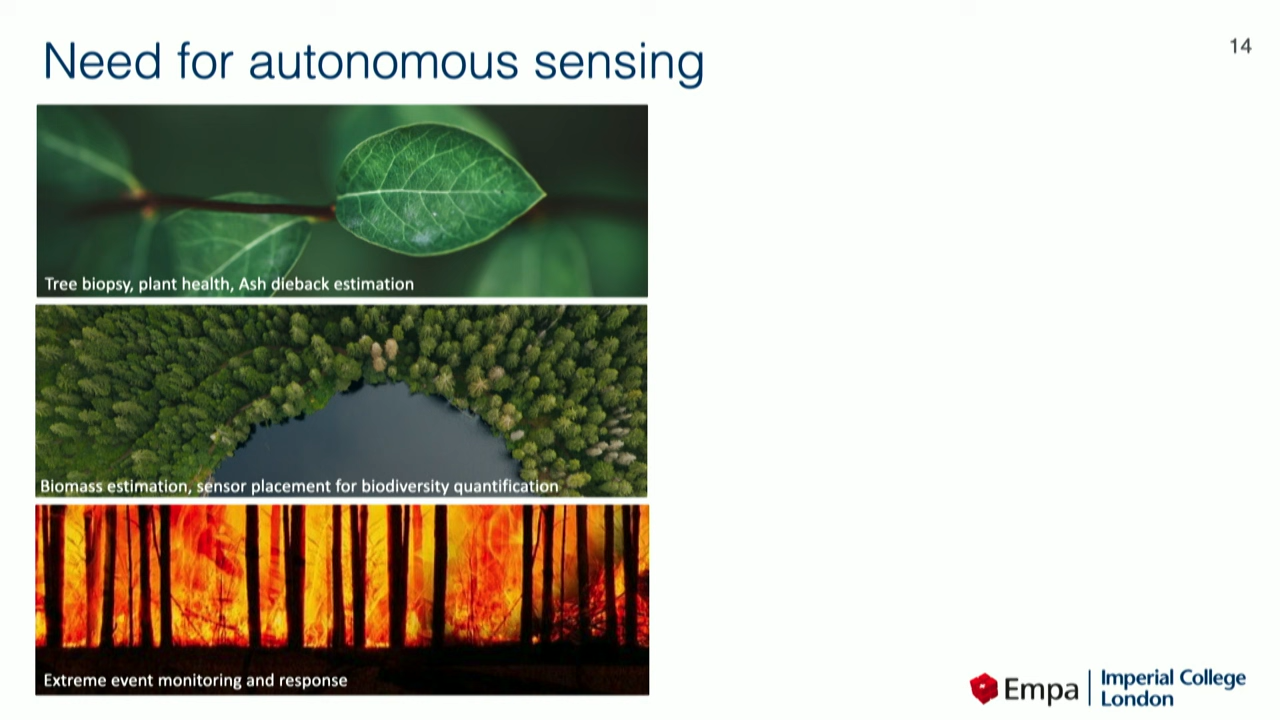 Need for autonomous sensing
14
Tree biopsy, plant health, Ash dieback estimation
Biomass estimation, sensor placement for biodiversity quantification
Extreme event monitoring and response
Empa
Imperial College
London